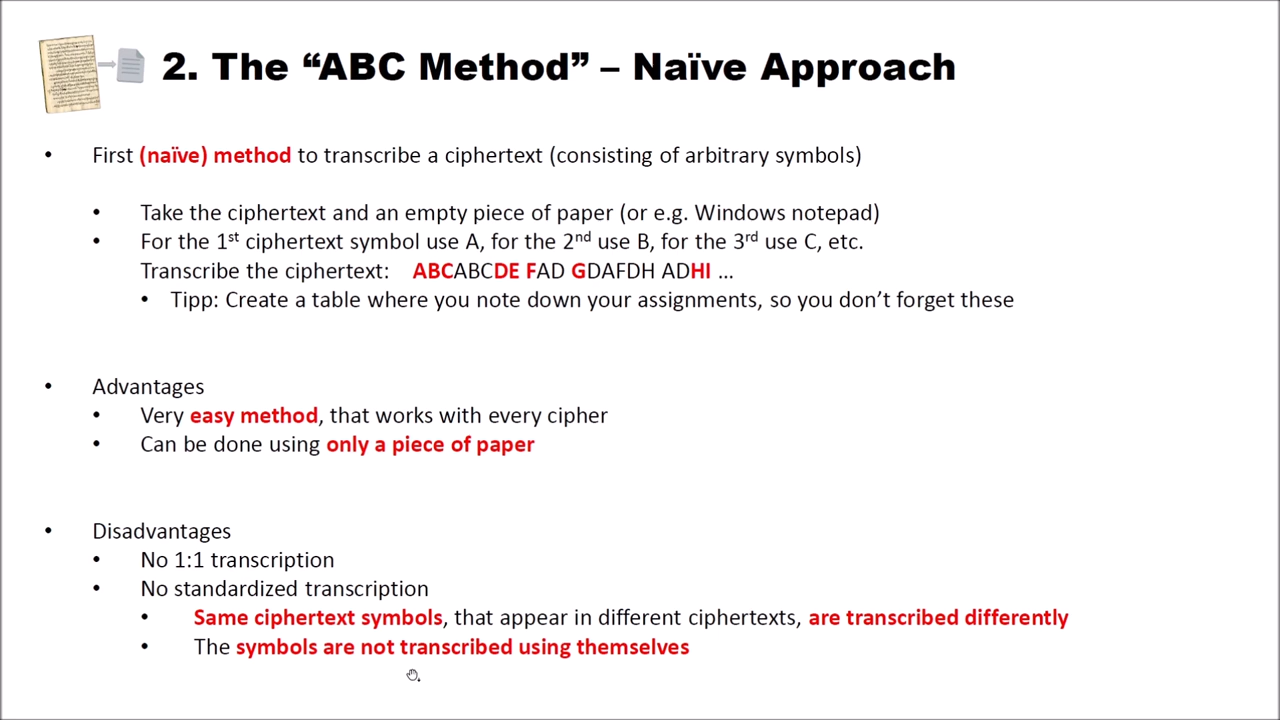 2. The “ABC Method” – Naïve Approach
• First (naïve) method to transcribe a ciphertext (consisting of arbitrary symbols)
• Take the ciphertext and an empty piece of paper (or e.g. Windows notepad)
• For the 1st ciphertext symbol use A, for the 2nd use B, for the 3rd use C, etc.
Transcribe the ciphertext: ABCABCDE FAD GDAFDH ADHI ...
• Tipp: Create a table where you note down your assignments, so you don’t forget these
• Advantages
• Very easy method, that works with every cipher
• Can be done using only a piece of paper
• Disadvantages
• No 1:1 transcription
• No standardized transcription
• Same ciphertext symbols, that appear in different ciphertexts, are transcribed differently
• The symbols are not transcribed using themselves